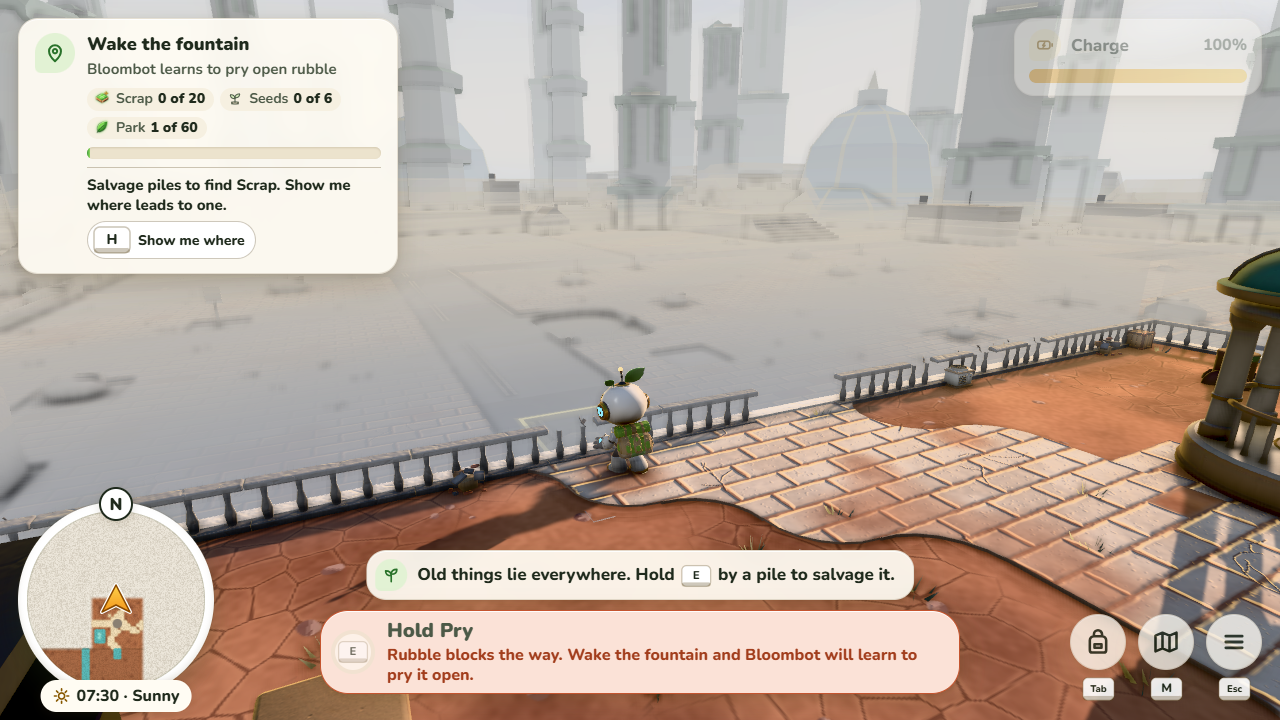 Wake the fountain
Bloombot learns to pry open rubble
Scrap 0 of 20 Seeds 0 of 6
Park 1 of 60
Salvage piles to find Scrap. Show me
where leads to one.
H Show me where
Charge 100%
N
07:30 · Sunny
Old things lie everywhere. Hold E by a pile to salvage it.
Hold Pry
E
Rubble blocks the way. Wake the fountain and Bloombot will learn to
pry it open.
Tab M Esc